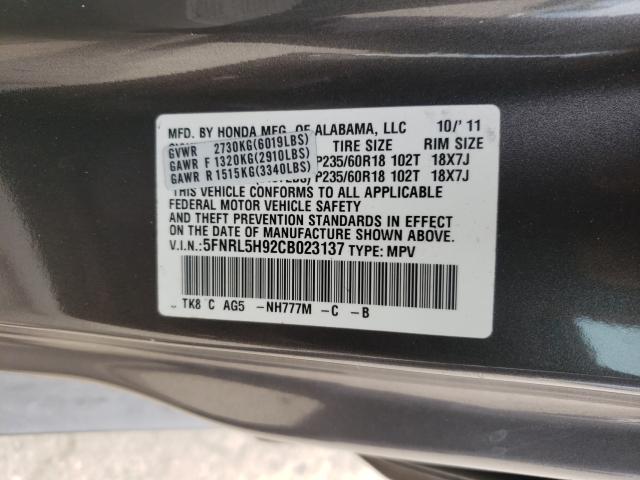 MFD. BY HONDA MFG. OF ALABAMA, LLC 10/'11
TIRE SIZE RIM SIZE
GVWR 2730KG(6019LBS)
GAWR F 1320KG(2910LBS) P235/60R18 102T 18X7J
GAWR R 1515KG(3340LBS) P235/60R18 102T 18X7J
THIS VEHICLE CONFORMS TO ALL APPLICABLE
FEDERAL MOTOR VEHICLE SAFETY
AND THEFT PREVENTION STANDARDS IN EFFECT
ON THE DATE OF MANUFACTURE SHOWN ABOVE.
V.I.N.:5FNRL5H92CB023137 TYPE: MPV
TK8 C AG5 -NH777M -C -B